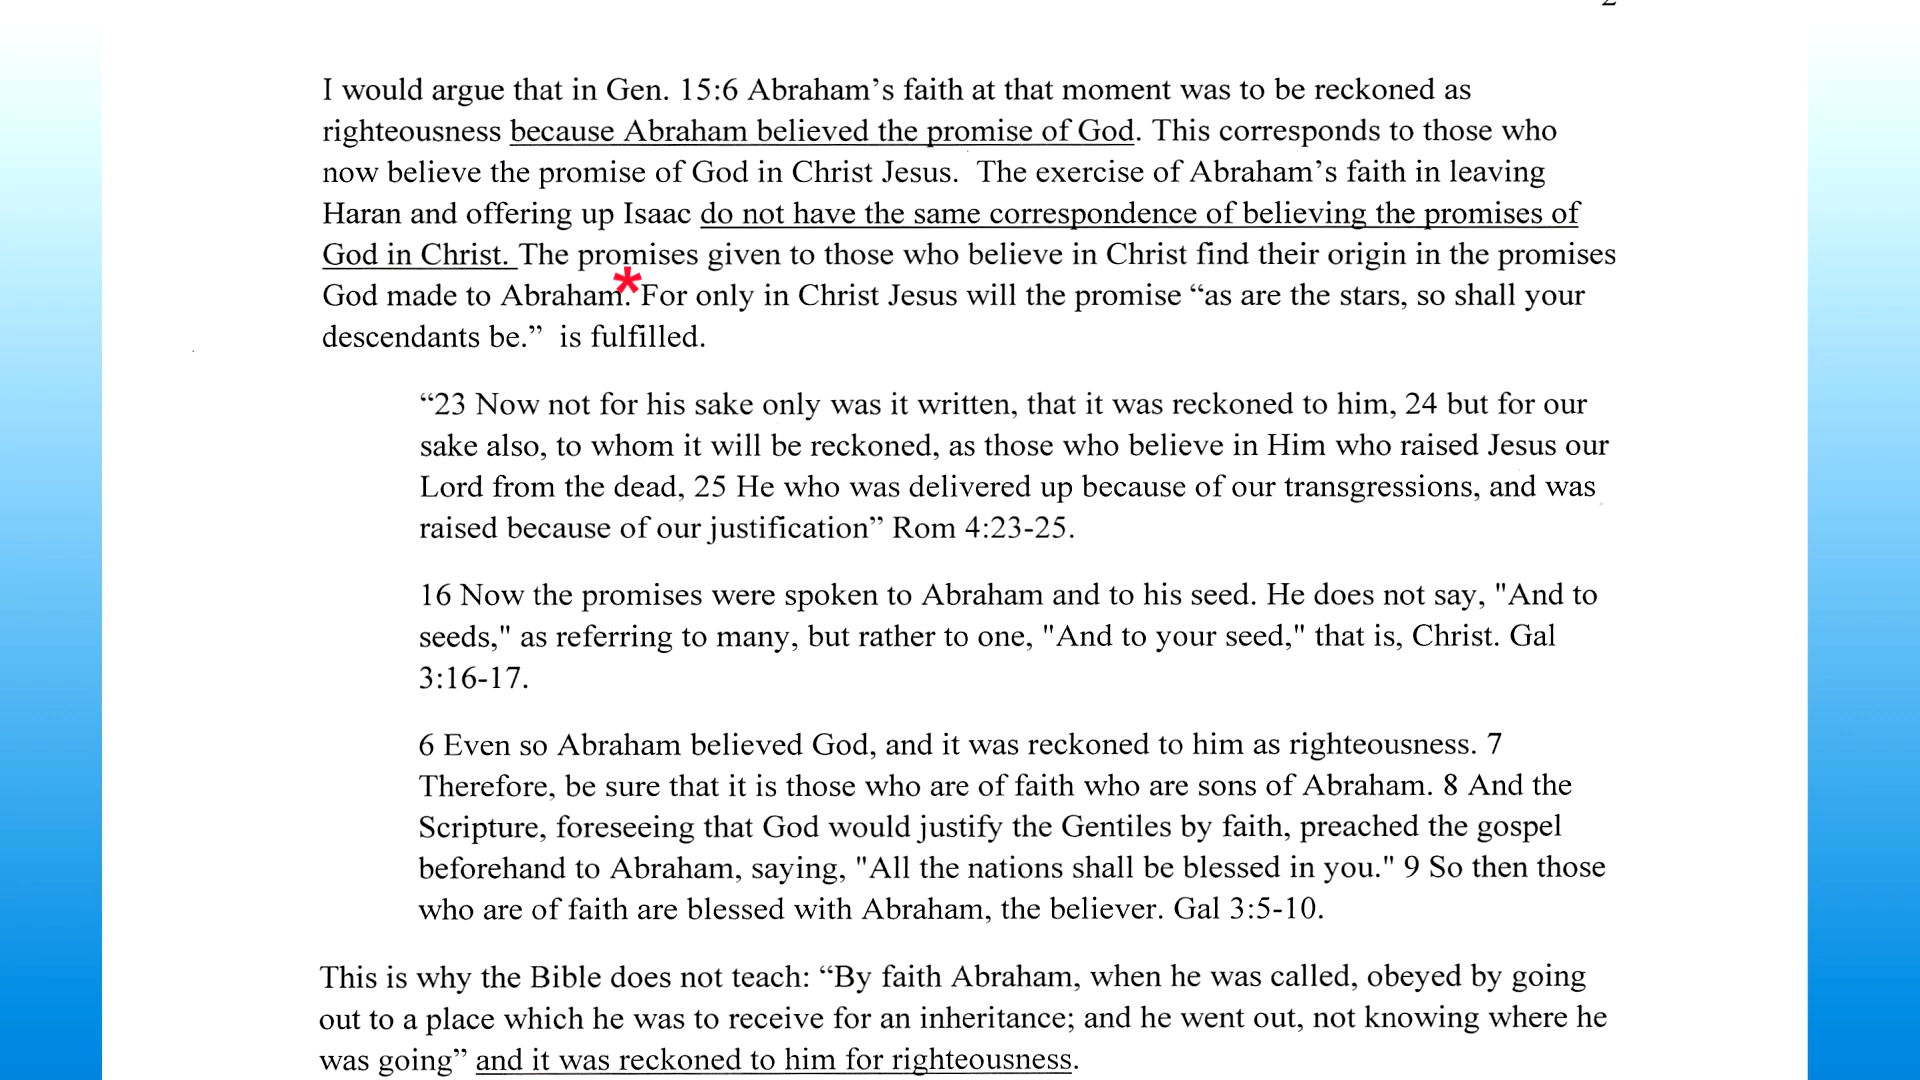 I would argue that in Gen. 15:6 Abraham’s faith at that moment was to be reckoned as
righteousness because Abraham believed the promise of God. This corresponds to those who
now believe the promise of God in Christ Jesus.  The exercise of Abraham’s faith in leaving
Haran and offering up Isaac do not have the same correspondence of believing the promises of
God in Christ. The promises given to those who believe in Christ find their origin in the promises
God made to Abraham.* For only in Christ Jesus will the promise “as are the stars, so shall your
descendants be.”  is fulfilled.
“23 Now not for his sake only was it written, that it was reckoned to him, 24 but for our
sake also, to whom it will be reckoned, as those who believe in Him who raised Jesus our
Lord from the dead, 25 He who was delivered up because of our transgressions, and was
raised because of our justification” Rom 4:23-25.
16 Now the promises were spoken to Abraham and to his seed. He does not say, "And to
seeds," as referring to many, but rather to one, "And to your seed," that is, Christ. Gal
3:16-17.
6 Even so Abraham believed God, and it was reckoned to him as righteousness. 7
Therefore, be sure that it is those who are of faith who are sons of Abraham. 8 And the
Scripture, foreseeing that God would justify the Gentiles by faith, preached the gospel
beforehand to Abraham, saying, "All the nations shall be blessed in you." 9 So then those
who are of faith are blessed with Abraham, the believer. Gal 3:5-10.
This is why the Bible does not teach: “By faith Abraham, when he was called, obeyed by going
out to a place which he was to receive for an inheritance; and he went out, not knowing where he
was going” and it was reckoned to him for righteousness.